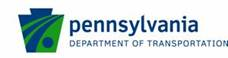 pennsylvania
DEPARTMENT OF TRANSPORTATION